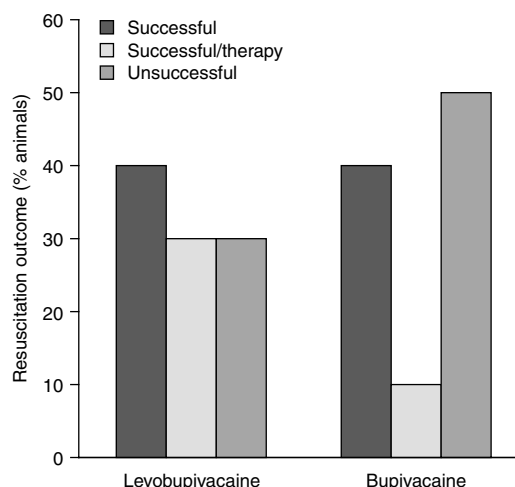 Resuscitation outcome (% animals)
60
50
40
30
20
10
0
Successful
Successful/therapy
Unsuccessful
Levobupivacaine
Bupivacaine